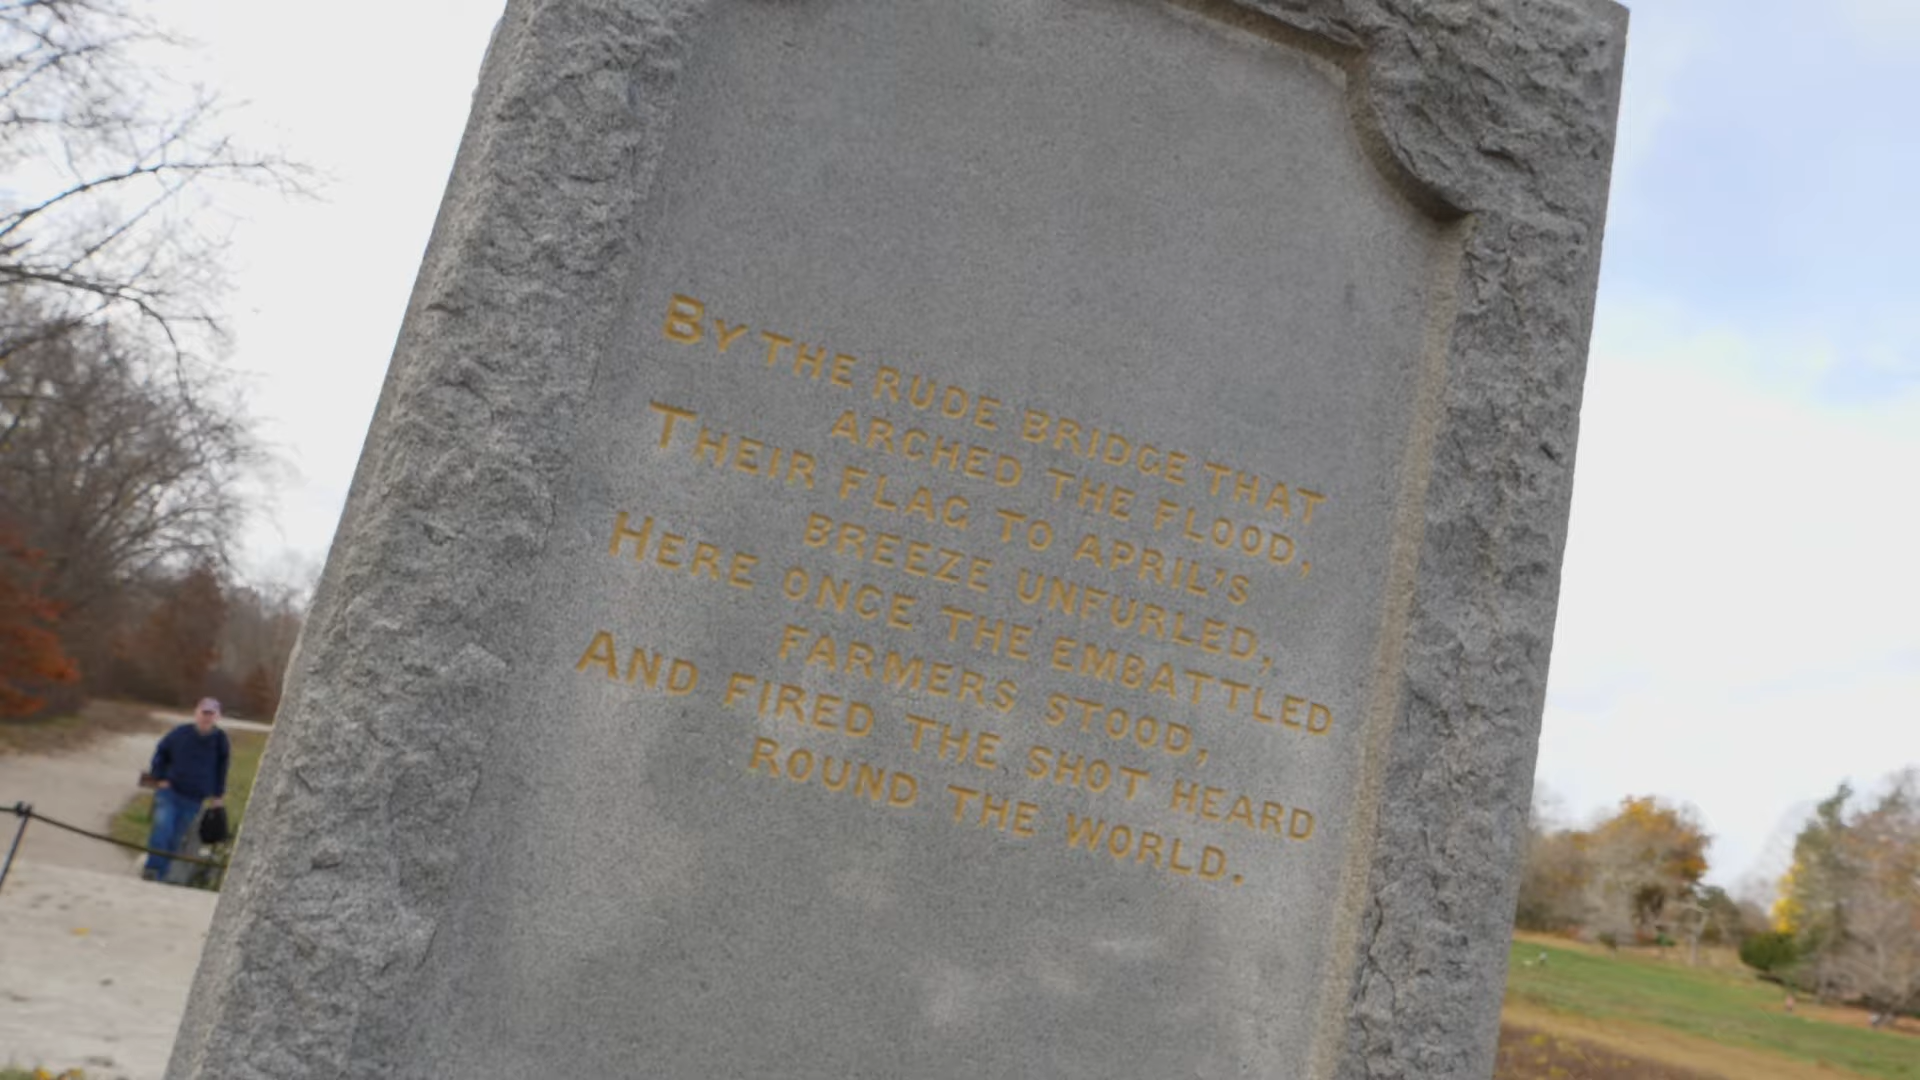 BY THE RUDE BRIDGE THAT
ARCHED THE FLOOD,
THEIR FLAG TO APRIL'S
BREEZE UNFURLED,
HERE ONCE THE EMBATTLED
FARMERS STOOD,
AND FIRED THE SHOT HEARD
ROUND THE WORLD.